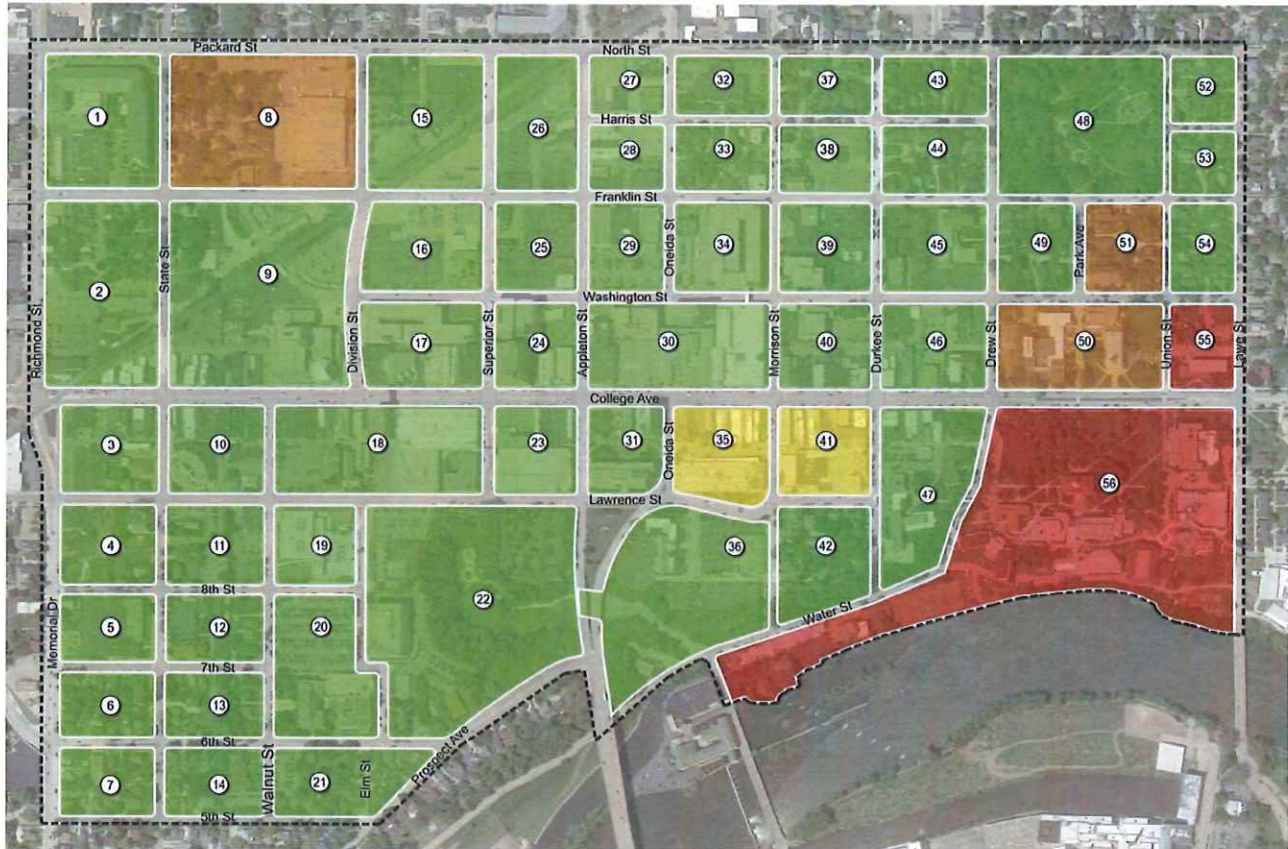 Packard St
North St
1
8
15
26
27
32
37
43
48
52
Harris St
28
33
38
44
53
Franklin St
2
State St
9
16
25
29
Oneida St
34
39
45
49
Park Ave
51
54
Washington St
Richmond St
Division St
17
Superior St
24
Appleton St
30
Morrison St
40
Durkee St
46
Drew St
50
Union St
55
Lawe St
College Ave
3
10
18
23
31
Oneida St
35
41
47
56
Lawrence St
4
11
19
22
36
42
8th St
5
12
20
Water St
Memorial Dr
7th St
6
13
6th St
7
14
Walnut St
21
Elm St
Prospect Ave
5th St